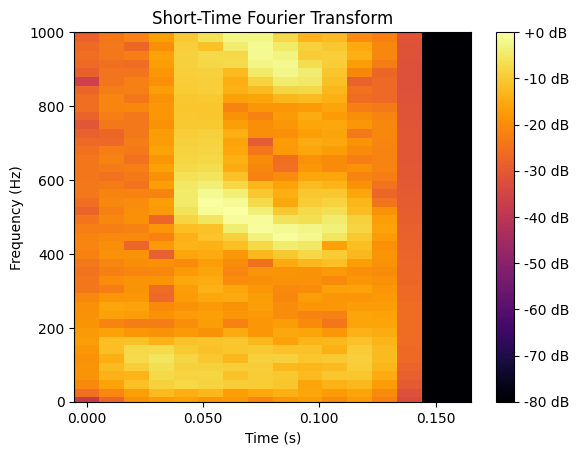 Short-Time Fourier Transform
Frequency (Hz)
1000
800
600
400
200
0
0.000
0.050
0.100
0.150
Time (s)
+0 dB
-10 dB
-20 dB
-30 dB
-40 dB
-50 dB
-60 dB
-70 dB
-80 dB